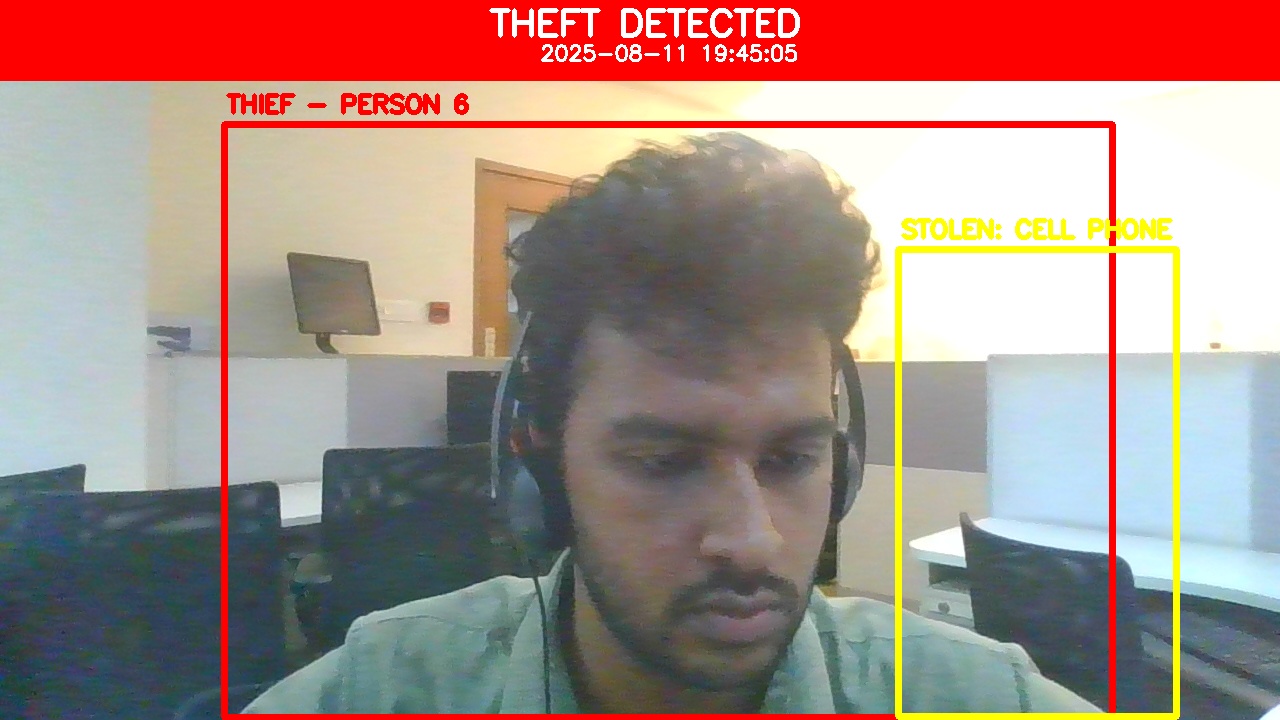 THEFT DETECTED
2025-08-11 19:45:05
THIEF - PERSON 6
STOLEN: CELL PHONE